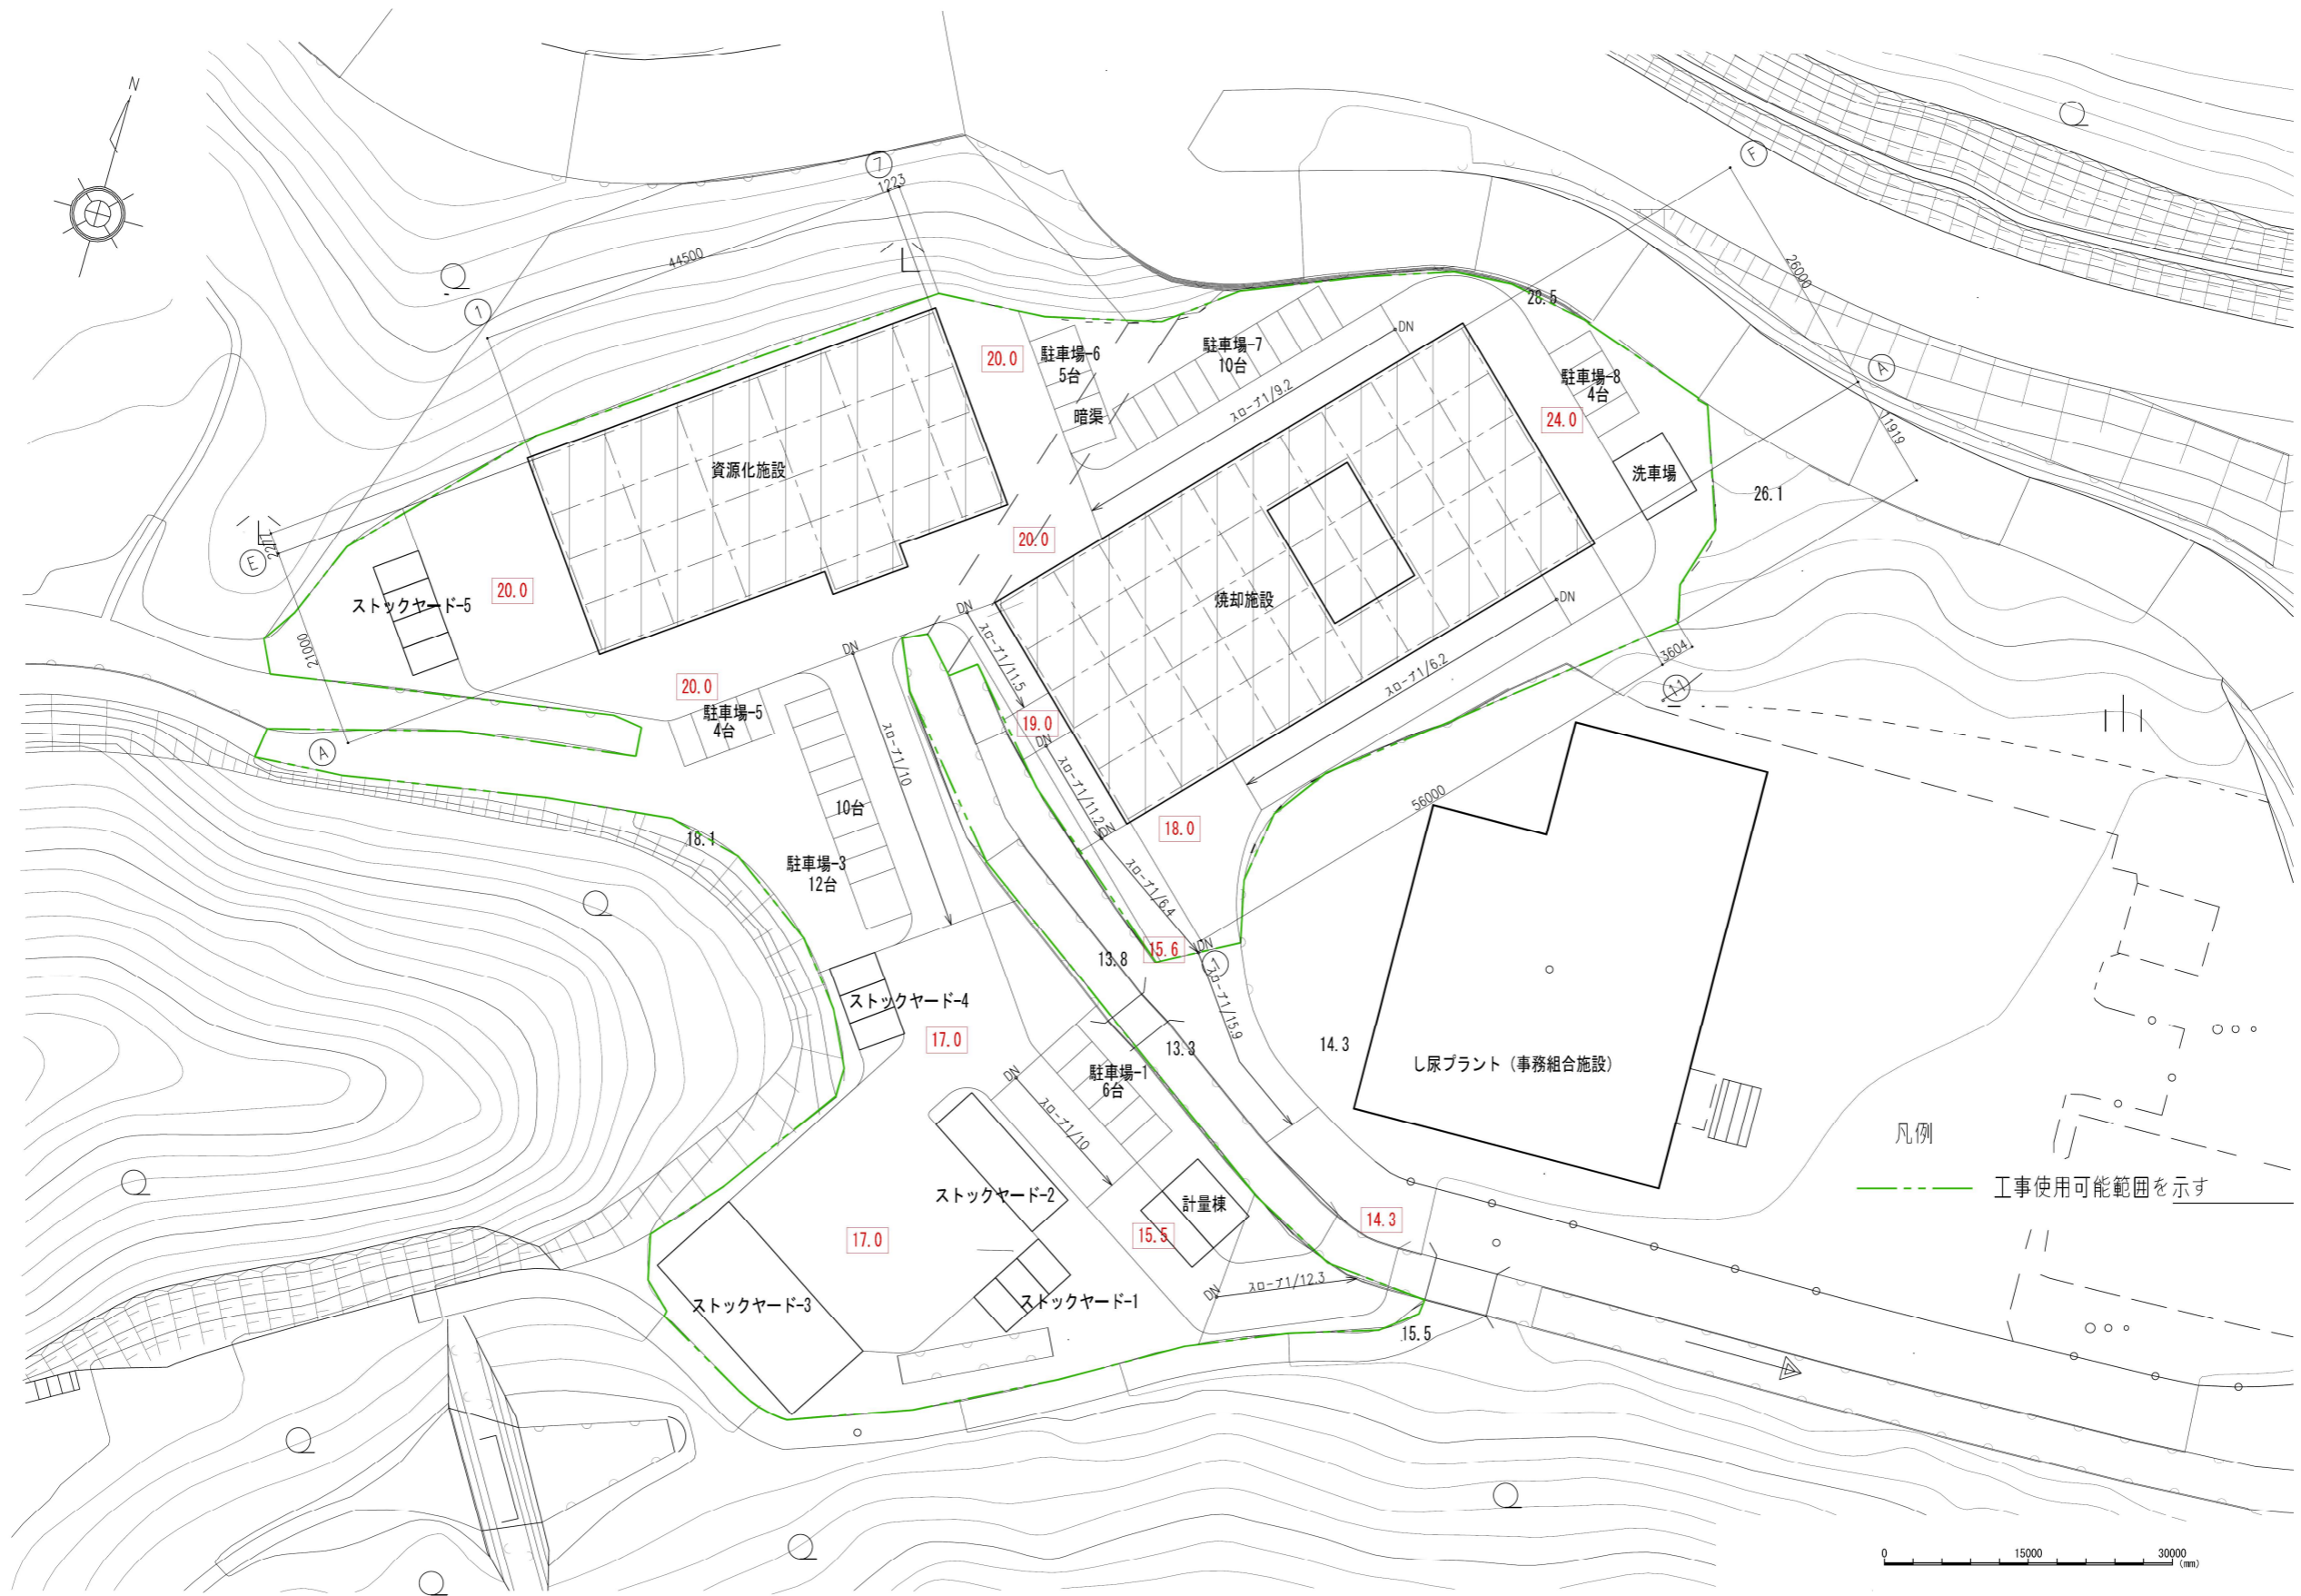 N
7
1223
44500
1
F
26000
A
1919
28.5
20.0
駐車場-6
5台
暗渠
駐車場-7
10台
DN
スロープ1/9.2
駐車場-8
4台
24.0
洗車場
26.1
資源化施設
20.0
焼却施設
DN
スロープ1/6.2
3604
11
E
ストックヤード-5
20.0
21000
A
20.0
駐車場-5
4台
DN
スロープ1/10
DN
スロープ1/11.5
19.0
DN
スロープ1/11.2
DN
18.0
56000
18.1
10台
駐車場-3
12台
スロープ1/6.4
15.6
DN
1
13.8
スロープ1/15.9
ストックヤード-4
17.0
13.3
14.3
し尿プラント（事務組合施設）
DN
駐車場-1
6台
スロープ1/10
凡例
工事使用可能範囲を示す
ストックヤード-2
計量棟
17.0
15.5
14.3
DN
スロープ1/12.3
ストックヤード-3
ストックヤード-1
15.5
0
15000
30000
(mm)